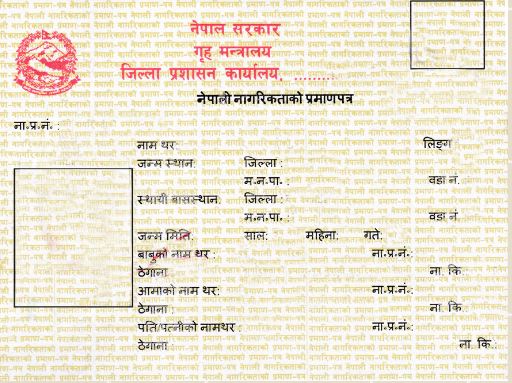 नेपाल सरकार
गृह मन्त्रालय
जिल्ला प्रशासन कार्यालय, .........
नेपाली नागरिकताको प्रमाणपत्र
ना.प्र.नं. :
नाम थर: लिङ्ग
जन्म स्थान: जिल्ला :
म.न.पा. : वडा नं.
स्थायी बासस्थान: जिल्ला :
म.न.पा. : वडा नं
जन्म मिति: साल: महिना: गते:
बाबुको नाम थर : ना.प्र.नं.:
ठेगाना : ना. कि.:
आमाको नाम थर: ना.प्र.नं.:
ठेगाना : ना. कि.:
पति/पत्नीको नामथर : ना.प्र.नं.:
ठेगाना : ना. कि.: